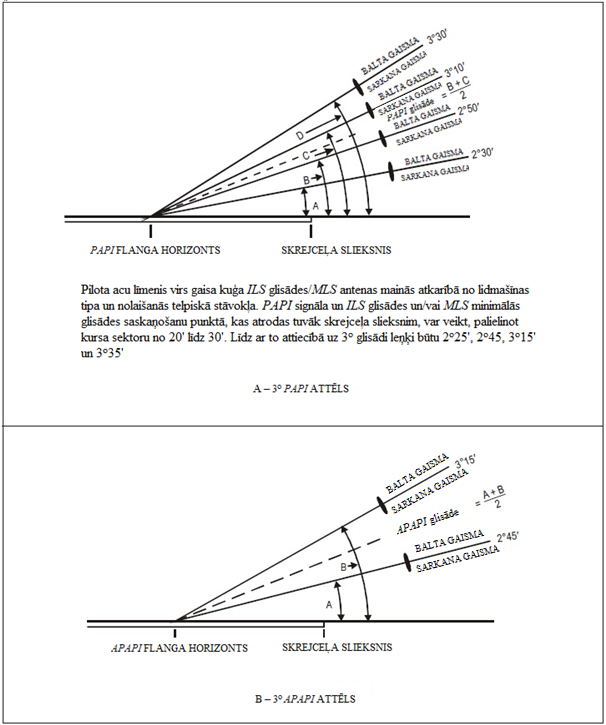 BALTA GAISMA 3°30'
SARKANA GAISMA
BALTA GAISMA 3°10'
SARKANA GAISMA
PAPI glisāde = B + C / 2
BALTA GAISMA 2°50'
SARKANA GAISMA
BALTA GAISMA 2°30'
SARKANA GAISMA
D
C
B
A
PAPI FLANGA HORIZONTS SKREJCEĻA SLIEKSNIS
Pilota acu līmenis virs gaisa kuģa ILS glisādes/MLS antenas mainās atkarībā no lidmašīnas
tipa un nolaišanās telpiskā stāvokļa. PAPI signāla un ILS glisādes un/vai MLS minimālās
glisādes saskaņošanu punktā, kas atrodas tuvāk skrejceļa slieksnim, var veikt, palielinot
kursa sektoru no 20' līdz 30'. Līdz ar to attiecībā uz 3° glisādi leņķi būtu 2°25', 2°45, 3°15'
un 3°35'
A – 3° PAPI ATTĒLS
BALTA GAISMA 3°15'
SARKANA GAISMA
APAPI glisāde = A + B / 2
BALTA GAISMA 2°45'
SARKANA GAISMA
B
A
APAPI FLANGA HORIZONTS SKREJCEĻA SLIEKSNIS
B – 3° APAPI ATTĒLS